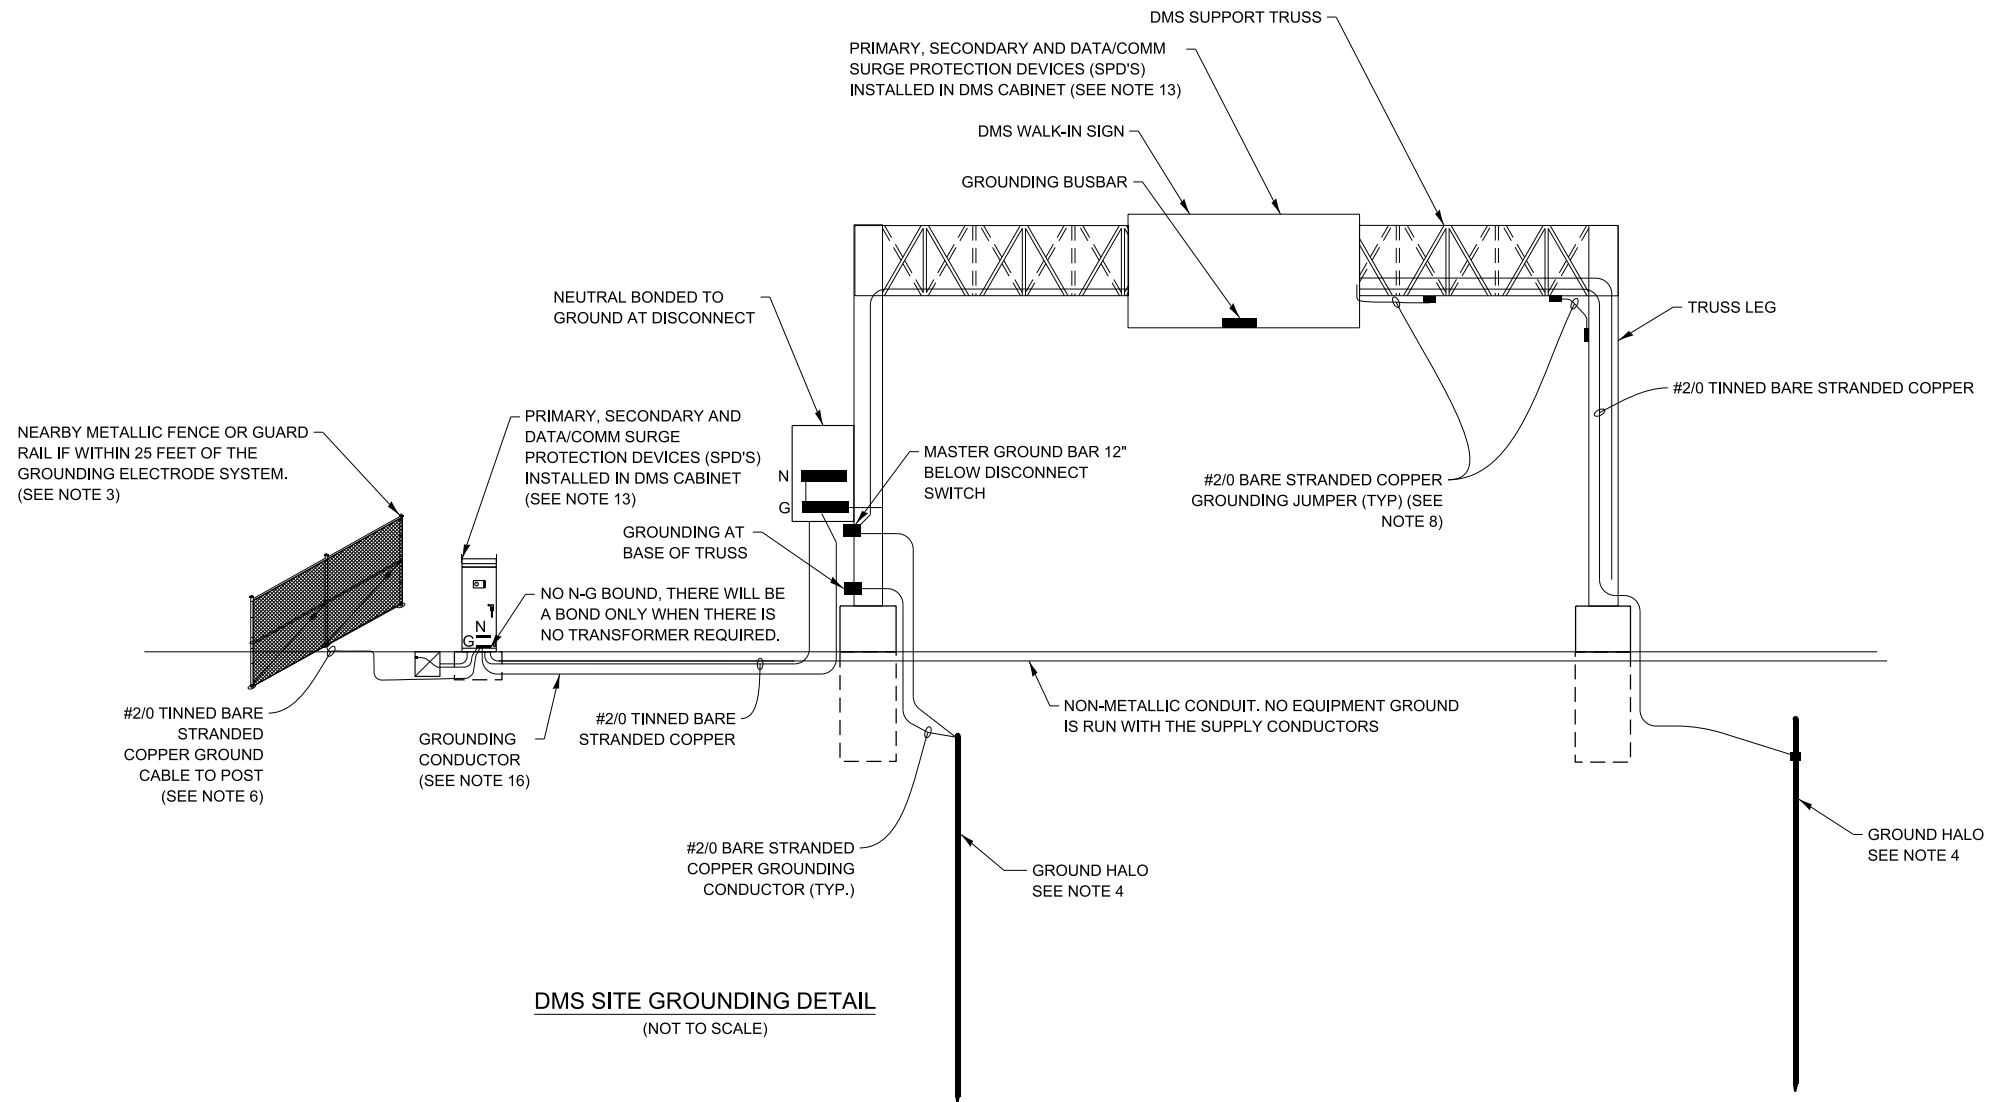 DMS SUPPORT TRUSS
PRIMARY, SECONDARY AND DATA/COMM
SURGE PROTECTION DEVICES (SPD'S)
INSTALLED IN DMS CABINET (SEE NOTE 13)
DMS WALK-IN SIGN
GROUNDING BUSBAR
NEUTRAL BONDED TO
GROUND AT DISCONNECT
TRUSS LEG
#2/0 TINNED BARE STRANDED COPPER
NEARBY METALLIC FENCE OR GUARD
RAIL IF WITHIN 25 FEET OF THE
GROUNDING ELECTRODE SYSTEM.
(SEE NOTE 3)
PRIMARY, SECONDARY AND
DATA/COMM SURGE
PROTECTION DEVICES (SPD'S)
INSTALLED IN DMS CABINET
(SEE NOTE 13)
N
G
MASTER GROUND BAR 12"
BELOW DISCONNECT
SWITCH
#2/0 BARE STRANDED COPPER
GROUNDING JUMPER (TYP) (SEE
NOTE 8)
GROUNDING AT
BASE OF TRUSS
NO N-G BOUND, THERE WILL BE
A BOND ONLY WHEN THERE IS
NO TRANSFORMER REQUIRED.
N
G
#2/0 TINNED BARE
STRANDED
COPPER GROUND
CABLE TO POST
(SEE NOTE 6)
GROUNDING
CONDUCTOR
(SEE NOTE 16)
#2/0 TINNED BARE
STRANDED COPPER
NON-METALLIC CONDUIT. NO EQUIPMENT GROUND
IS RUN WITH THE SUPPLY CONDUCTORS
#2/0 BARE STRANDED
COPPER GROUNDING
CONDUCTOR (TYP.)
GROUND HALO
SEE NOTE 4
GROUND HALO
SEE NOTE 4
DMS SITE GROUNDING DETAIL
(NOT TO SCALE)